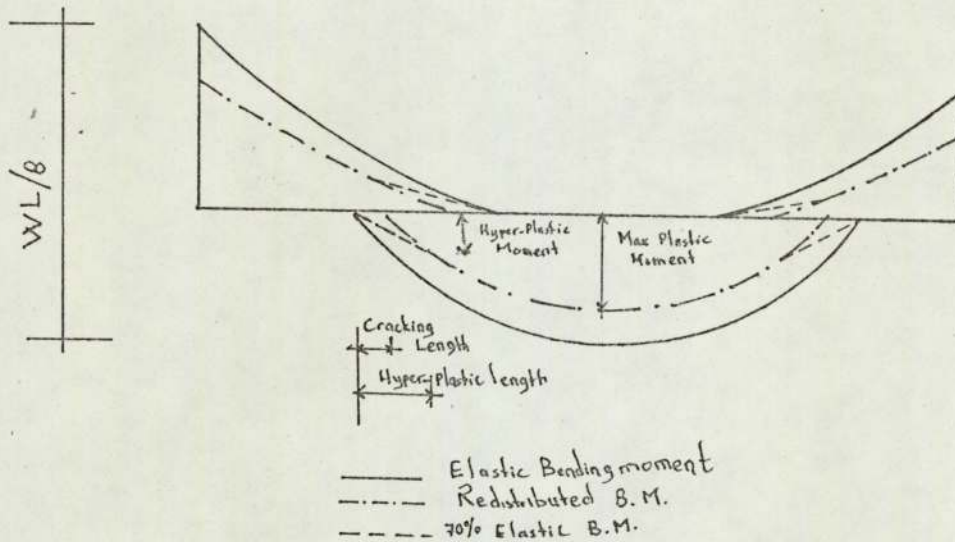 WL/8
Hyper-Plastic
Moment
Max Plastic
Moment
Cracking
Length
Hyper-plastic length
Elastic Bending moment
Redistributed B.M.
70% Elastic B.M.